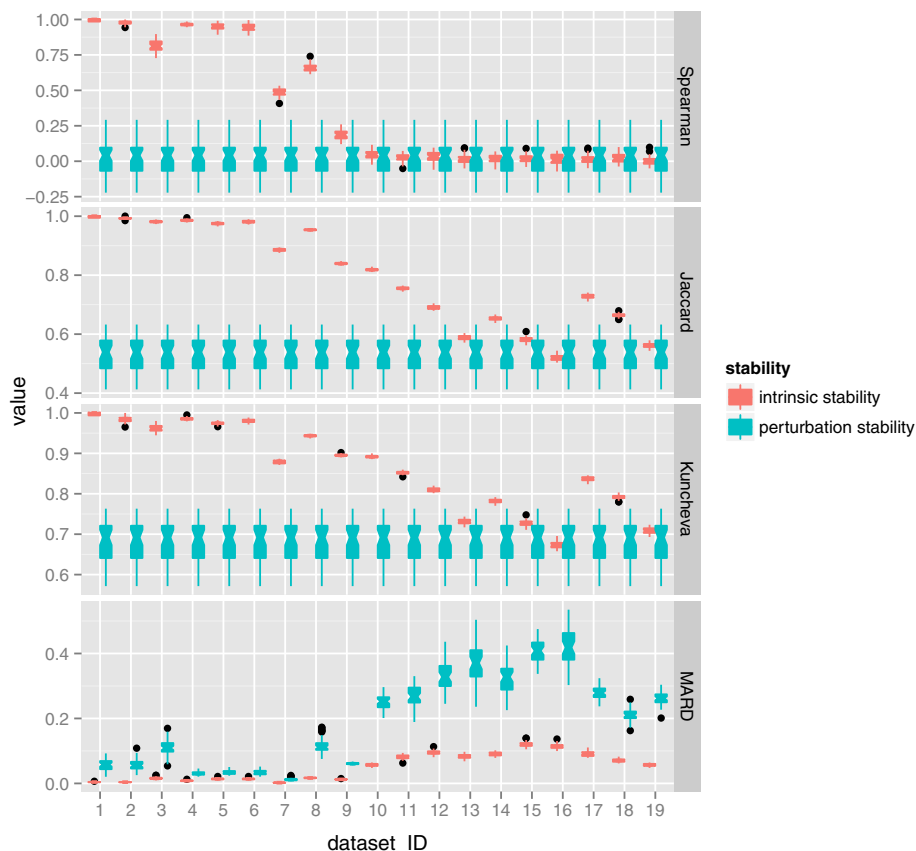 1.00
0.75
0.50
0.25
0.00
−0.25
Spearman
1.0
0.8
0.6
0.4
Jaccard
1.0
0.9
0.8
0.7
0.6
Kuncheva
0.4
0.2
0.0
MARD
value
1 2 3 4 5 6 7 8 9 10 11 12 13 14 15 16 17 18 19
dataset_ID
stability
intrinsic stability
perturbation stability